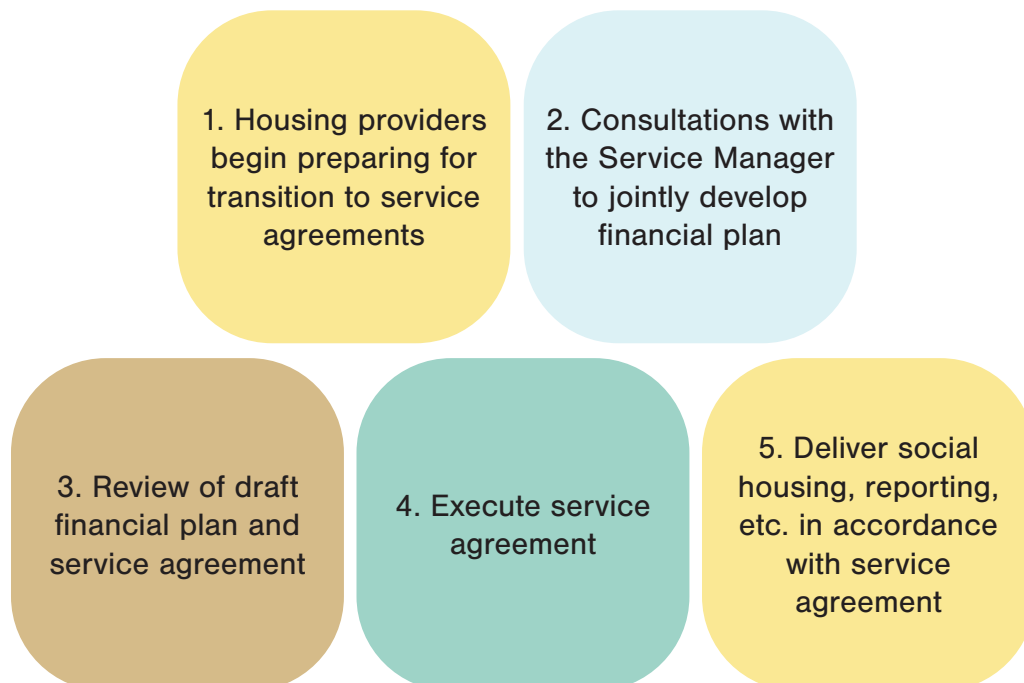 1. Housing providers
begin preparing for
transition to service
agreements
2. Consultations with
the Service Manager
to jointly develop
financial plan
3. Review of draft
financial plan and
service agreement
4. Execute service
agreement
5. Deliver social
housing, reporting,
etc. in accordance
with service
agreement